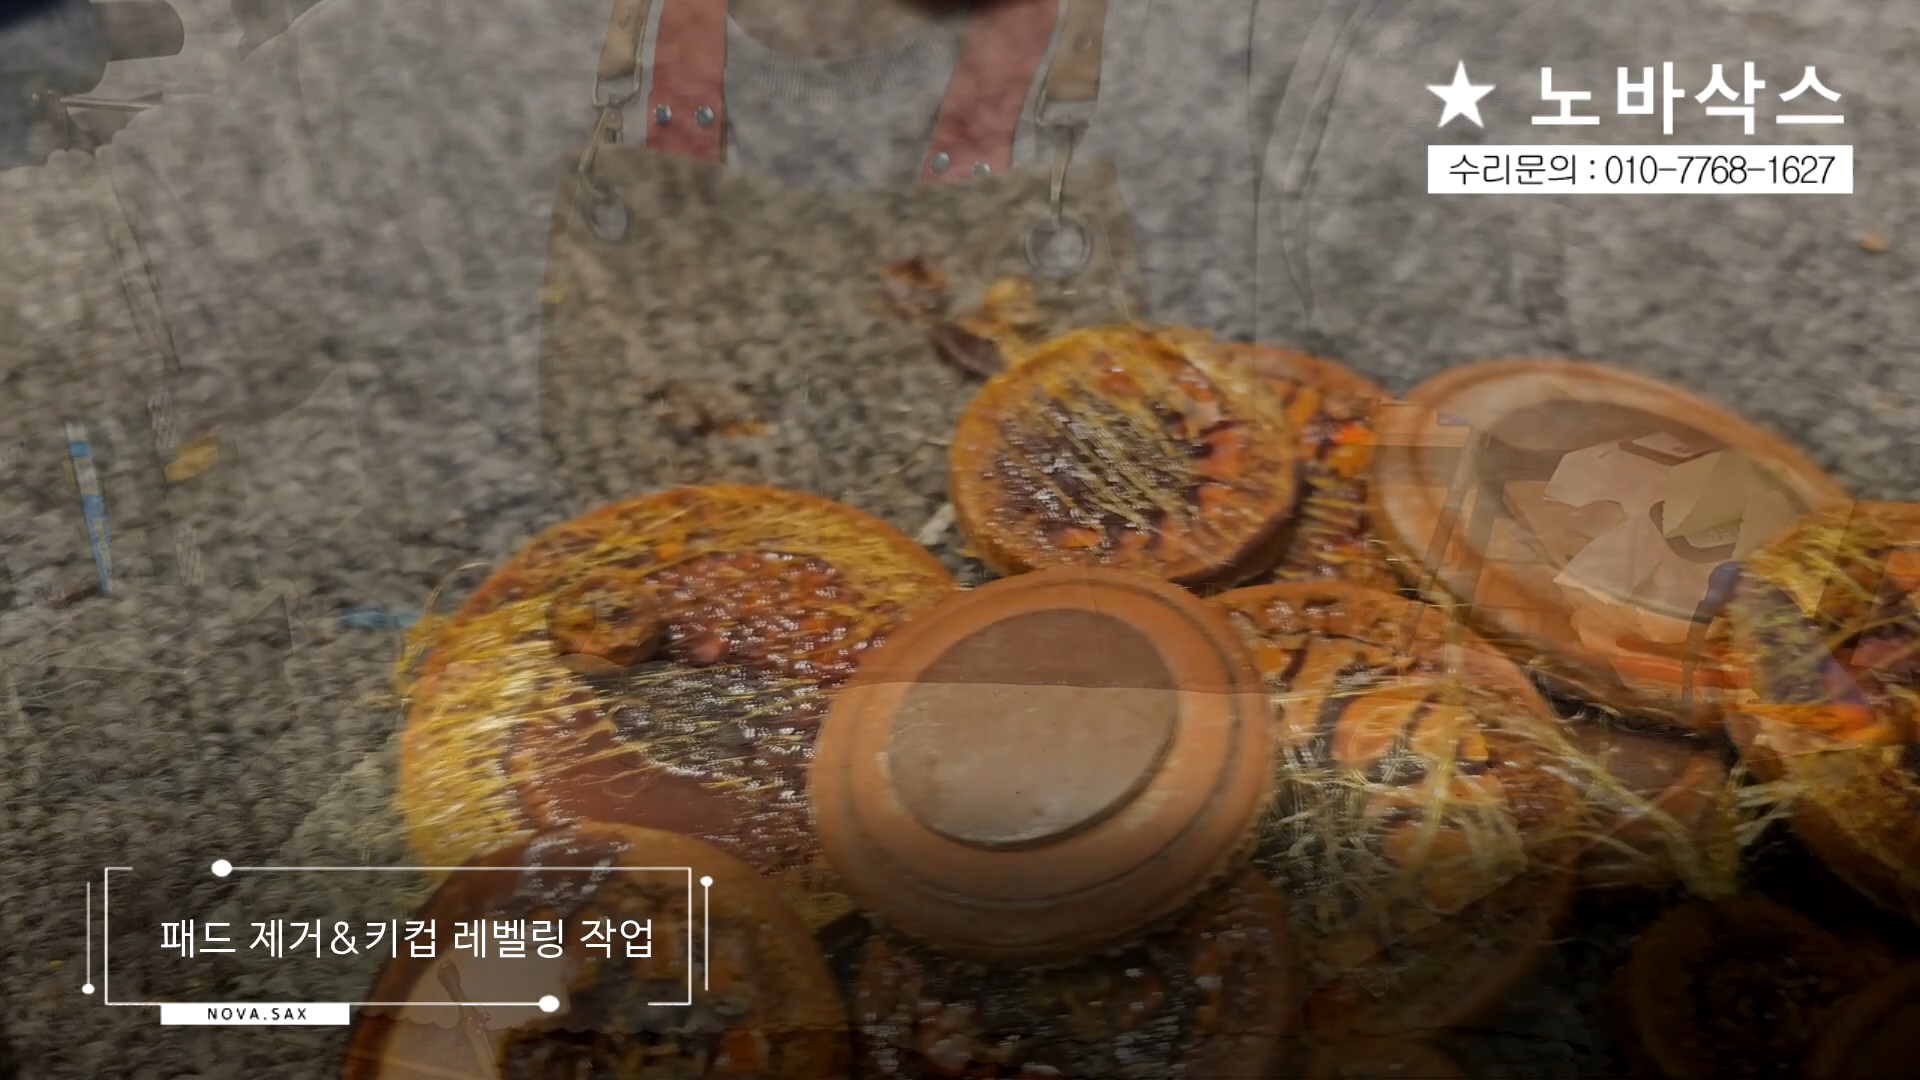 ★ 노바삭스
수리문의 : 010-7768-1627
패드 제거&키컵 레벨링 작업
NOVA.SAX